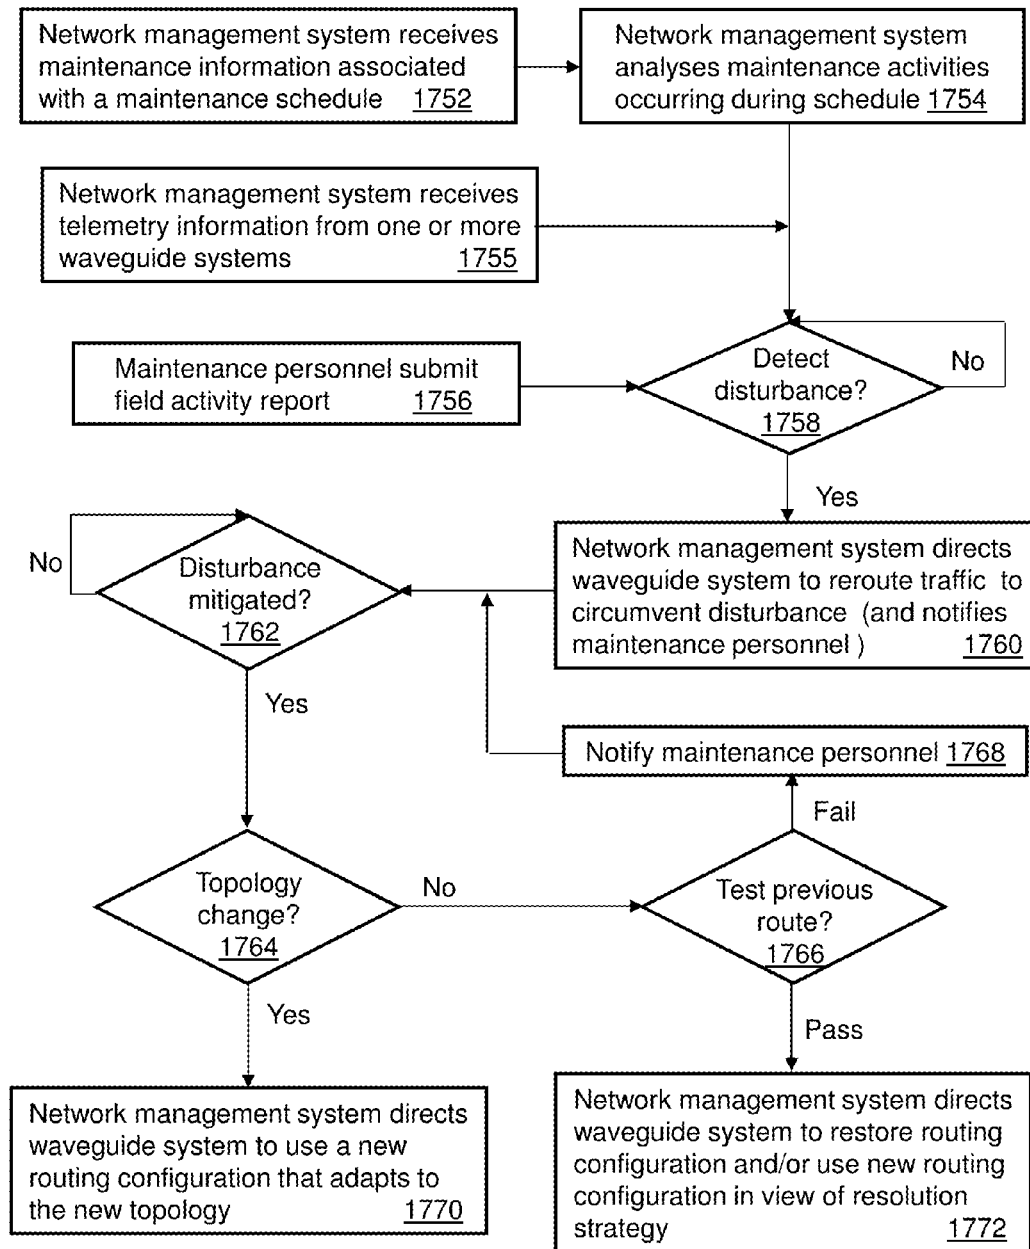 Network management system receives
maintenance information associated
with a maintenance schedule 1752
Network management system
analyses maintenance activities
occurring during schedule 1754
Network management system receives
telemetry information from one or more
waveguide systems 1755
Maintenance personnel submit
field activity report 1756
Detect
disturbance?
1758
No
Yes
Network management system directs
waveguide system to reroute traffic to
circumvent disturbance (and notifies
maintenance personnel ) 1760
No
Disturbance
mitigated?
1762
Yes
Notify maintenance personnel 1768
Fail
Topology
change?
1764
No
Test previous
route?
1766
Yes
Pass
Network management system directs
waveguide system to use a new
routing configuration that adapts to
the new topology 1770
Network management system directs
waveguide system to restore routing
configuration and/or use new routing
configuration in view of resolution
strategy 1772